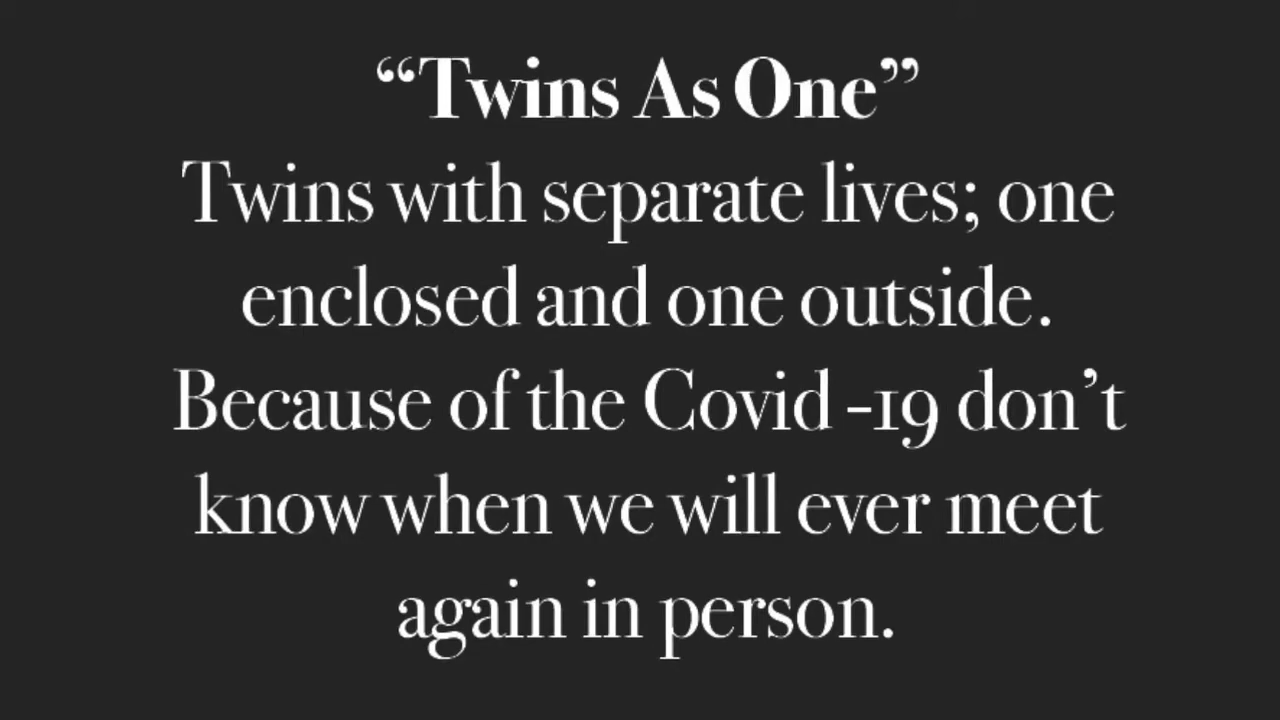 “Twins As One”
Twins with separate lives; one
enclosed and one outside.
Because of the Covid -19 don’t
know when we will ever meet
again in person.